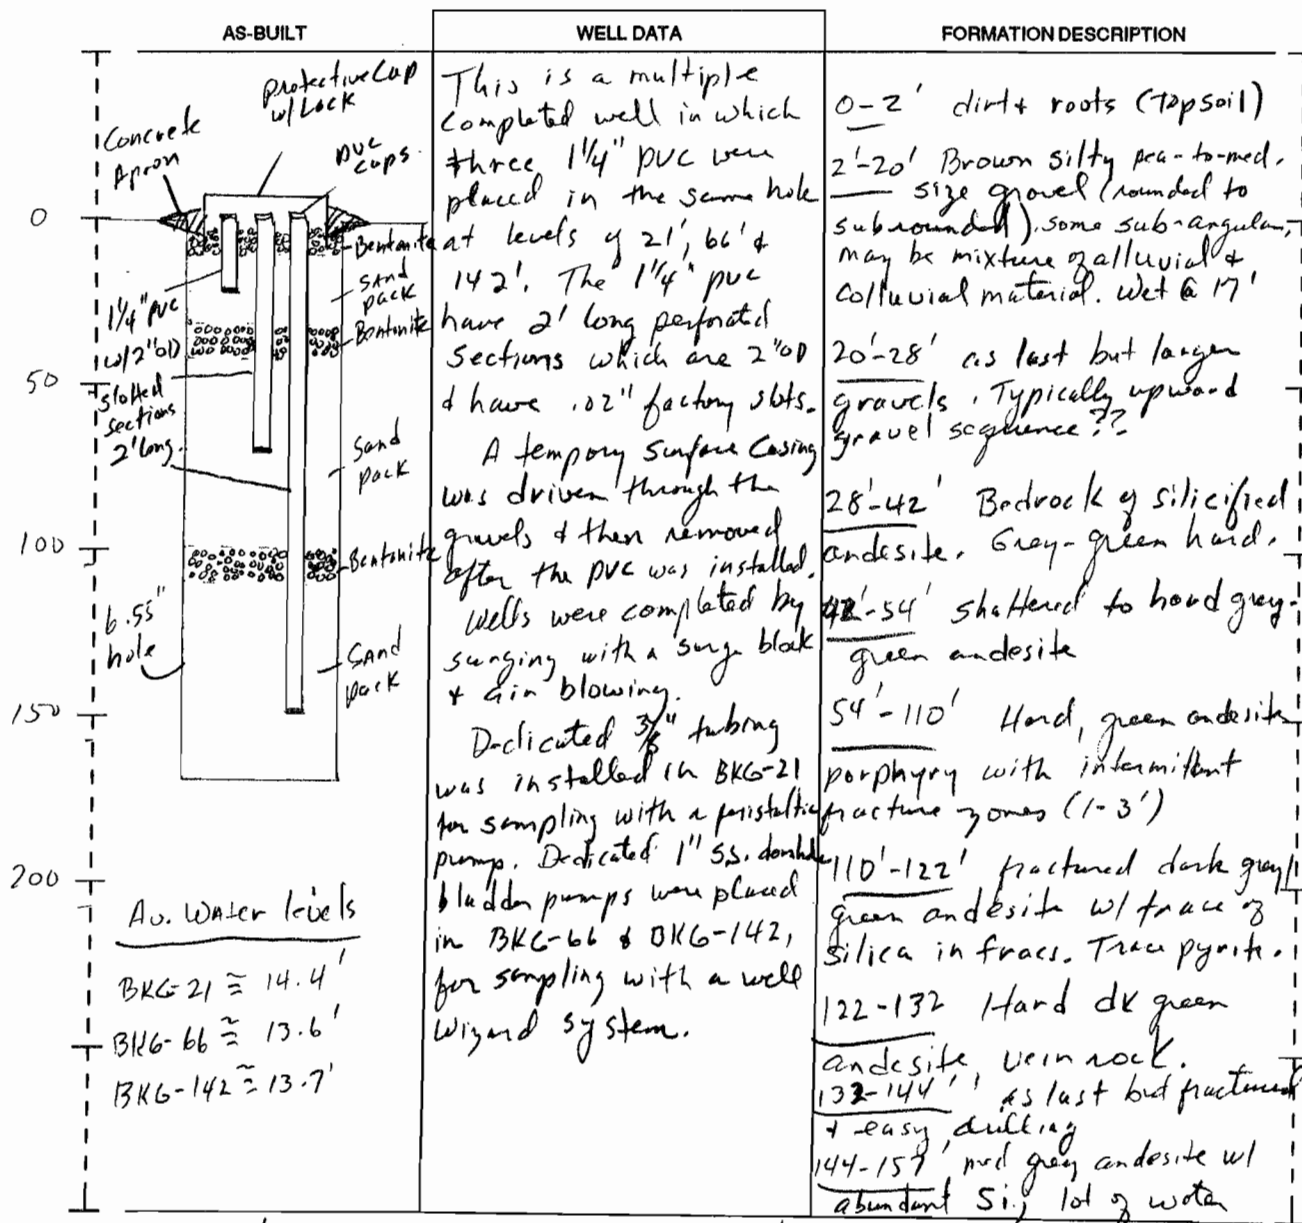 AS-BUILT
protective Cap
w/Lock
Concrete
Apron
PVC
Caps.
0
Bentonite
Sand
pack
1 1/4" PVC
Bentonite
w/2"OD
50
slotted
sections
2' long.
Sand
pack
100
Bentonite
6.55"
hole
SAnd
pack
150
200
Av. Water levels
BKG-21 ≅ 14.4'
BKG-66 ≅ 13.6'
BKG-142 ≅ 13.7'
WELL DATA
This is a multiple
completed well in which
three 1 1/4" PVC were
placed in the same hole
at levels of 21', 66' &
142'. The 1 1/4" PVC
have 2' long perforated
sections which are 2"OD
& have .02" factory slots.
A tempory Surface Casing
was driven through the
gravels & then removed
after the PVC was installed.
Wells were completed by
surging with a surge block
& air blowing.
Dedicated 3/8" tubing
was installed in BKG-21
for sampling with a peristaltic
pump. Dedicated 1" S.S.
bladder pumps were placed
in BKG-66 & BKG-142,
for sampling with a well
Wizard system.
FORMATION DESCRIPTION
0-2' dirt & roots (Topsoil)
2'-20' Brown silty pea-to-med.
size gravel (rounded to
subrounded), some sub-angular,
may be mixture of alluvial &
Colluvial material. Wet @ 17'
20'-28' as last but larger
gravels. Typically upward
gravel sequence??
28'-42' Bedrock of silicified
andesite. Gray-green hard.
42'-54' Shattered to hard grey-
green andesite
54'-110' Hard, green andesite
porphyry with intermittent
fracture zones (1-3')
110'-122' fractured dark gray/
green andesite w/ trace of
silica in fracs. Trace pyrite.
122-132 Hard dk green
andesite, vein rock.
132-144' as last but fractured
& easy drilling
144-157' med grey andesite w/
abundant Si, lot of water